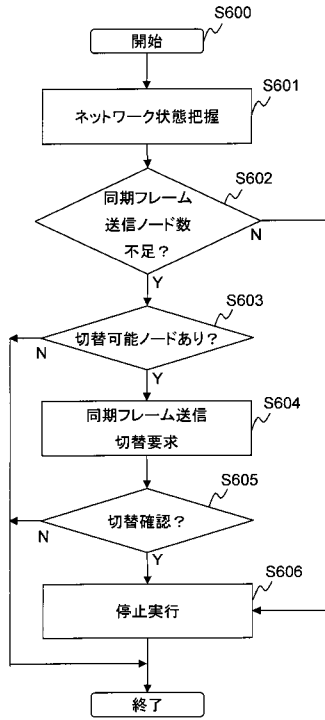 S600
開始
S601
ネットワーク状態把握
S602
同期フレーム
送信ノード数
不足？
N
Y
S603
切替可能ノードあり？
N
Y
S604
同期フレーム送信
切替要求
S605
切替確認？
N
Y
S606
停止実行
終了